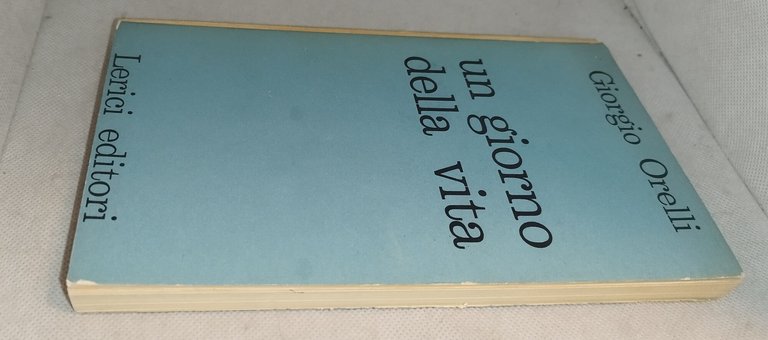 Giorgio Orelli
un giorno
della vita
Lerici editori